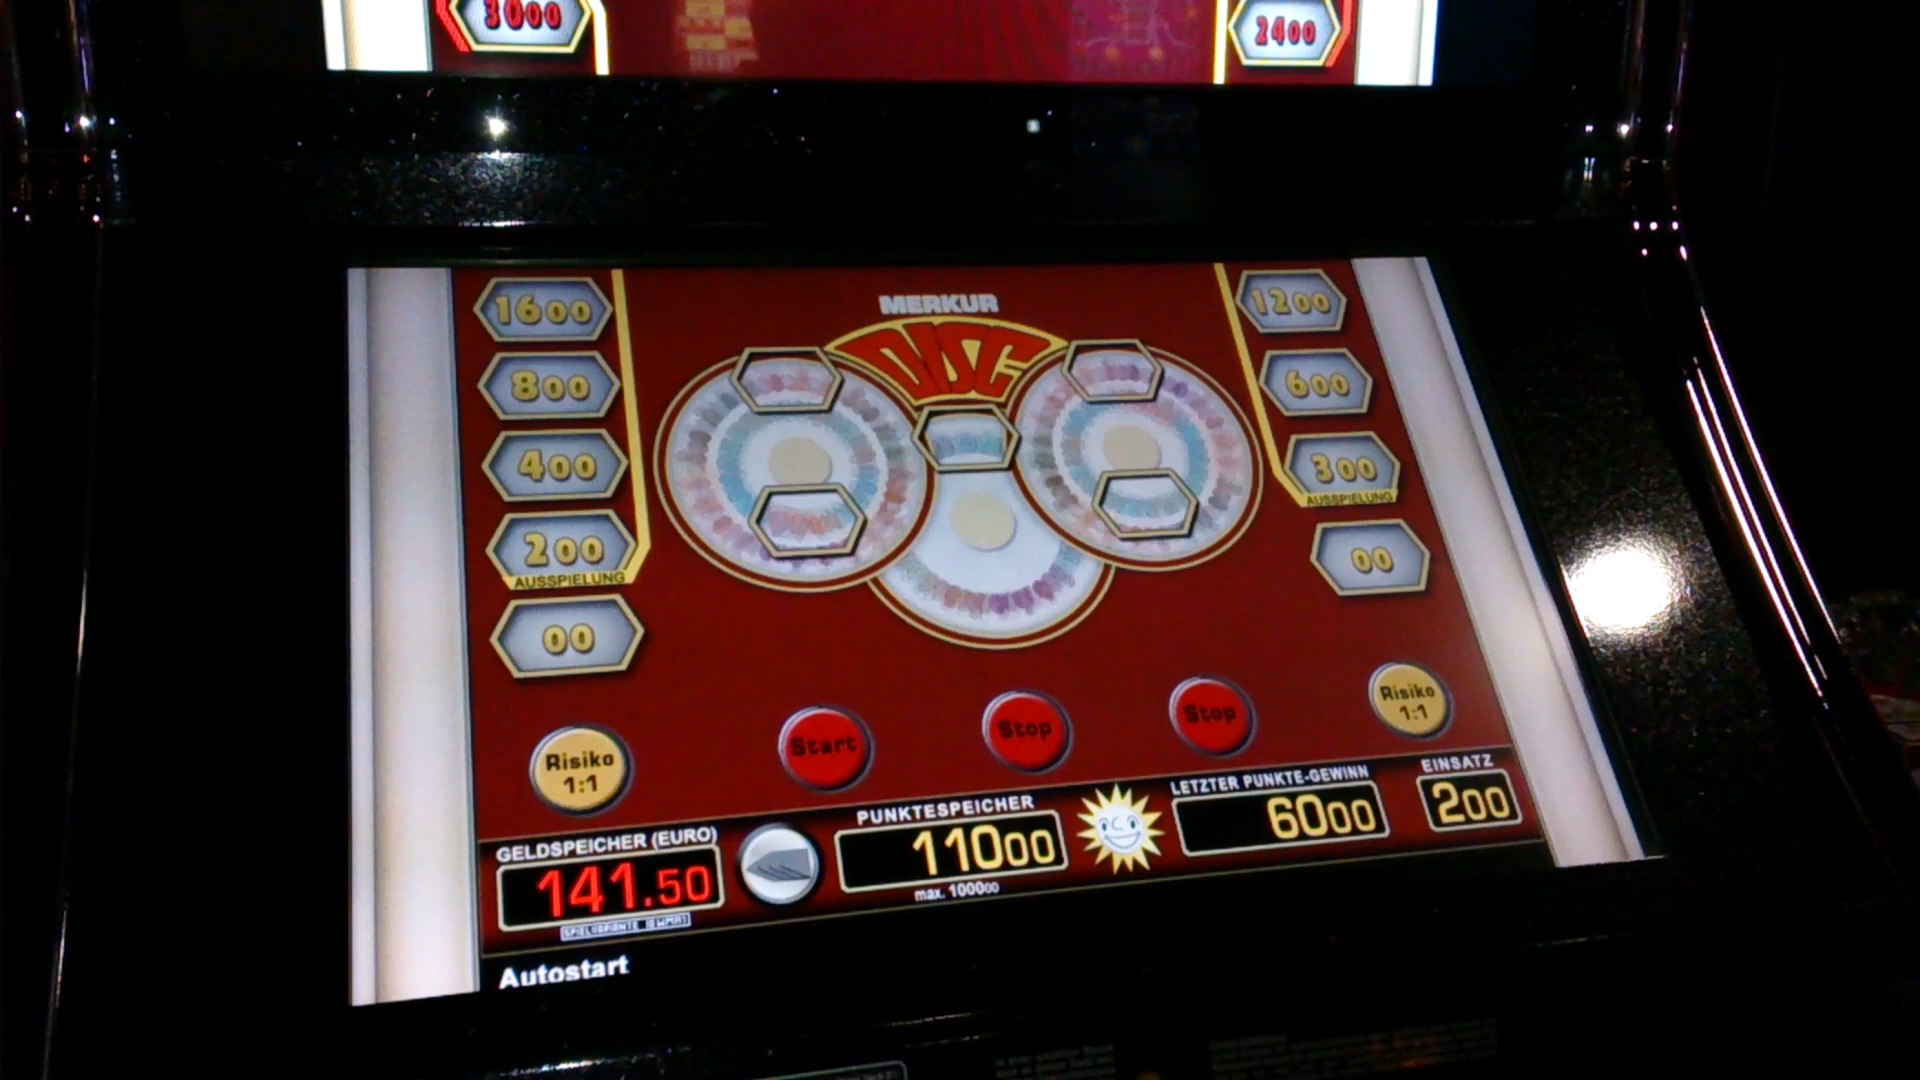 3000
2400
1600
MERKUR
1200
DISC
800
600
400
300
AUSSPIELUNG
200
AUSSPIELUNG
00
00
Risiko
1:1
Start
Stop
Stop
Risiko
1:1
GELDSPEICHER (EURO)
141.50
PUNKTESPEICHER
11000
max. 100000
LETZTER PUNKTE-GEWINN
6000
EINSATZ
200
Autostart